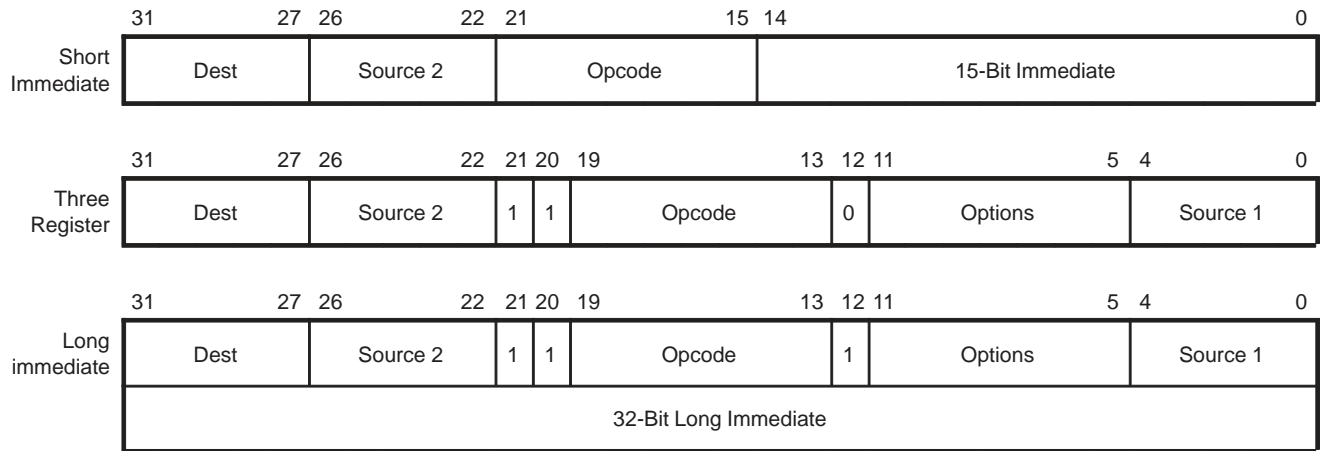 31 27 26 22 21 15 14 0
Short Immediate Dest Source 2 Opcode 15-Bit Immediate
31 27 26 22 21 20 19 13 12 11 5 4 0
Three Register Dest Source 2 1 1 Opcode 0 Options Source 1
31 27 26 22 21 20 19 13 12 11 5 4 0
Long immediate Dest Source 2 1 1 Opcode 1 Options Source 1
32-Bit Long Immediate